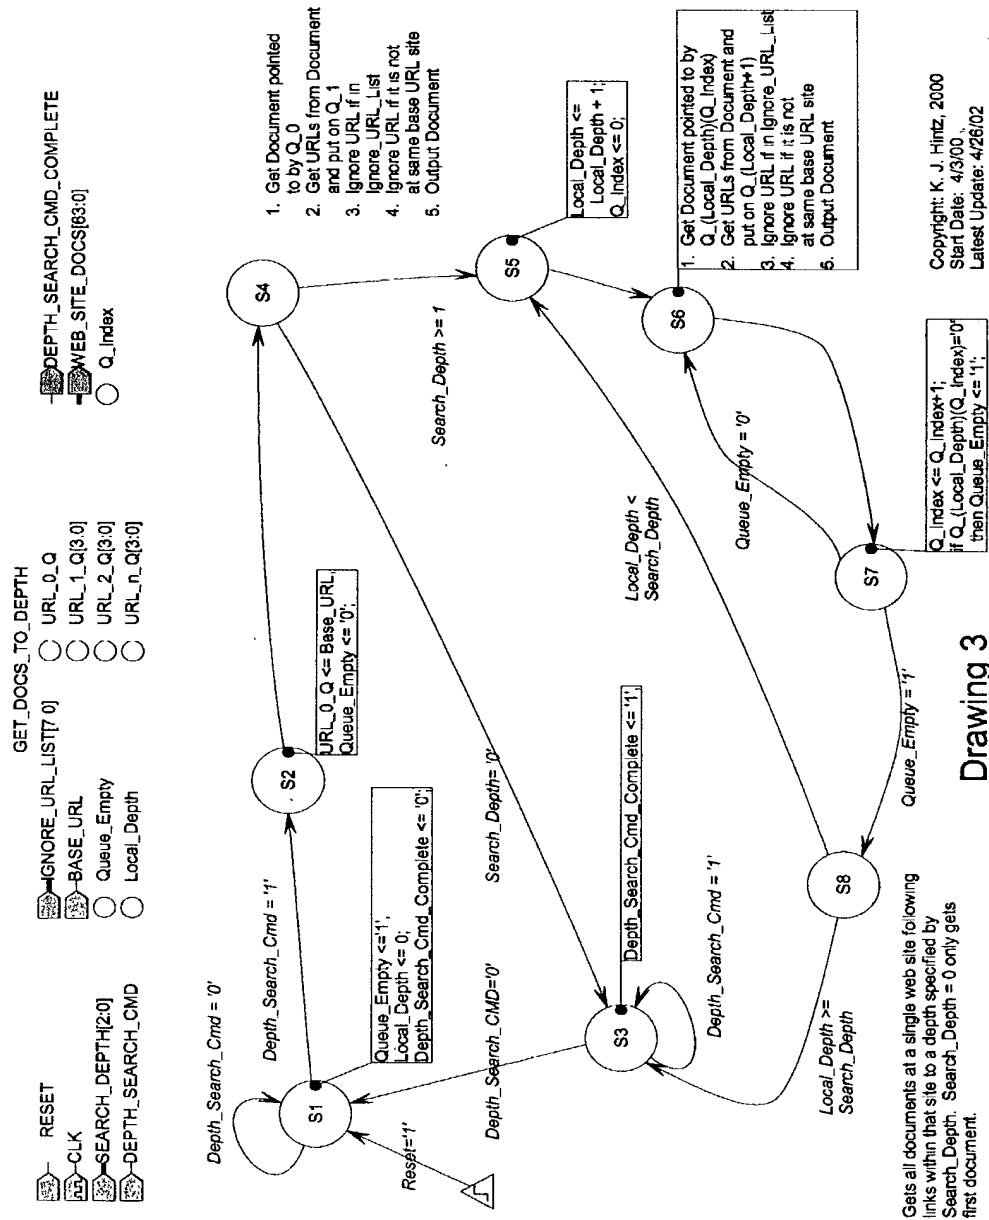 GET_DOCS_TO_DEPTH
RESET
CLK
SEARCH_DEPTH[2:0]
DEPTH_SEARCH_CMD
IGNORE_URL_LIST[7 0]
BASE_URL
Queue_Empty
Local_Depth
URL_0_Q
URL_1_Q[3.0]
URL_2_Q[3:0]
URL_n_Q[3:0]
DEPTH_SEARCH_CMD_COMPLETE
WEB_SITE_DOCS[63:0]
Q_Index
Depth_Search_Cmd = '0'
Depth_Search_Cmd = '1'
S1
Reset='1'
Queue_Empty <='1',
Local_Depth <= 0;
Depth_Search_Cmd_Complete <= '0';
S2
URL_0_Q <= Base_URL,
Queue_Empty <= '0';
S4
1. Get Document pointed
to by Q_0
2. Get URLs from Document
and put on Q_1
3. Ignore URL if in
Ignore_URL_List
4. Ignore URL if it is not
at same base URL site
5. Output Document
Depth_Search_CMD='0'
Search_Depth= '0'
Search_Depth >= 1
S5
Local_Depth <=
Local_Depth + 1;
Q_Index <= 0;
S3
Depth_Search_Cmd_Complete <= '1';
Depth_Search_Cmd = '1'
Local_Depth <
Search_Depth
S6
1. Get Document pointed to by
Q_(Local_Depth)(Q_Index)
2. Get URLs from Document and
put on Q_(Local_Depth+1)
3. Ignore URL if in Ignore_URL_List
4. Ignore URL if it is not
at same base URL site
5. Output Document
Queue_Empty = '0'
Local_Depth >=
Search_Depth
S8
Queue_Empty = '1'
S7
Q_Index <= Q_Index+1;
if Q_(Local_Depth)(Q_Index)='0'
then Queue_Empty <= '1';
Gets all documents at a single web site following
links within that site to a depth specified by
Search_Depth. Search_Depth = 0 only gets
first document.
Drawing 3
Copyright: K. J. Hintz, 2000
Start Date: 4/3/00
Latest Update: 4/26/02